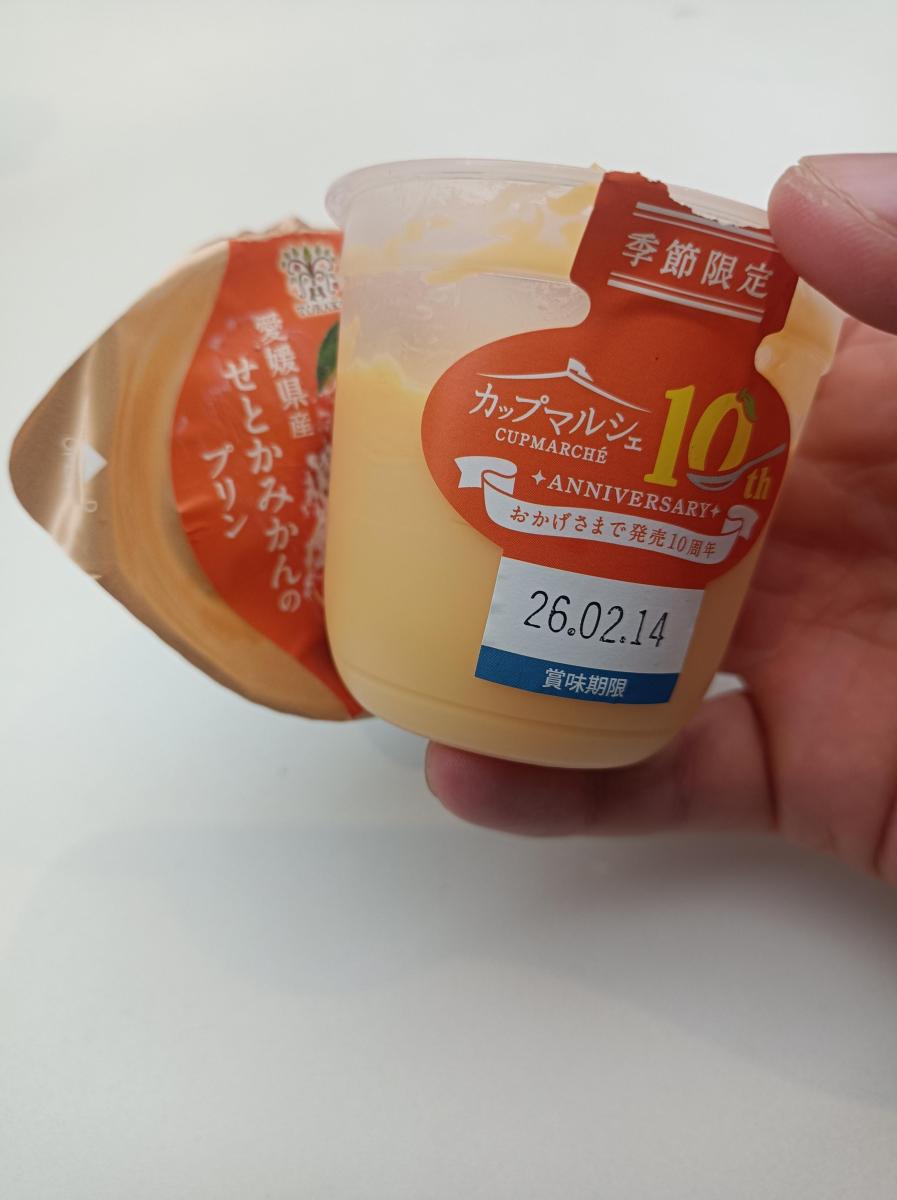 愛媛県産
せとかみかんの
プリン
季節限定
カップマルシェ
CUPMARCHÉ
10th
ANNIVERSARY
おかげさまで発売10周年
26.02.14
賞味期限